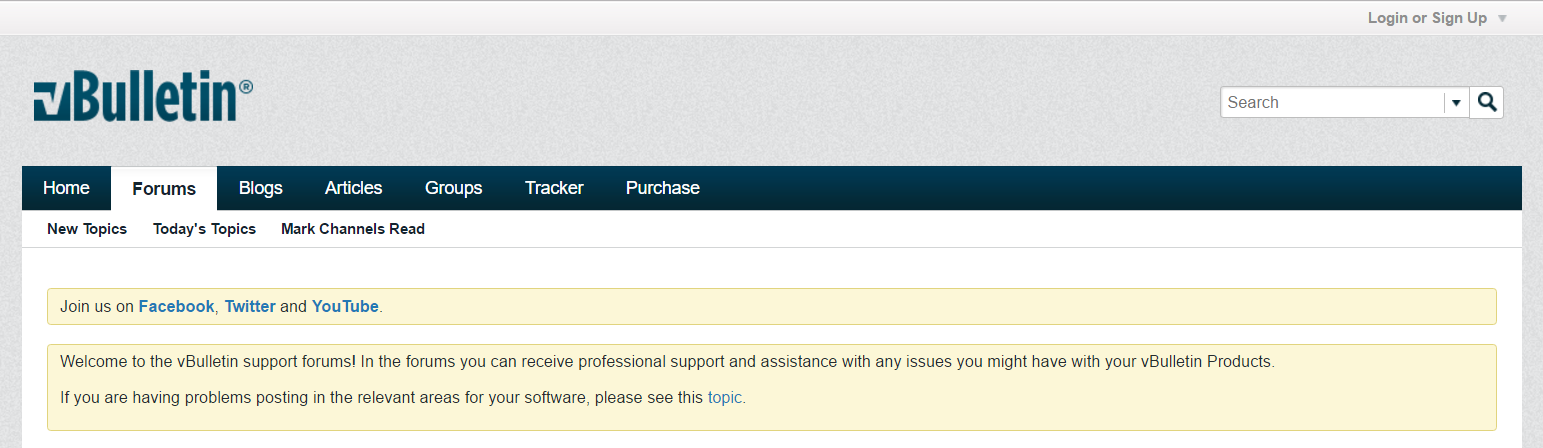 Login or Sign Up
vBulletin®
Search
Home Forums Blogs Articles Groups Tracker Purchase
New Topics Today's Topics Mark Channels Read
Join us on Facebook, Twitter and YouTube.
Welcome to the vBulletin support forums! In the forums you can receive professional support and assistance with any issues you might have with your vBulletin Products.
If you are having problems posting in the relevant areas for your software, please see this topic.